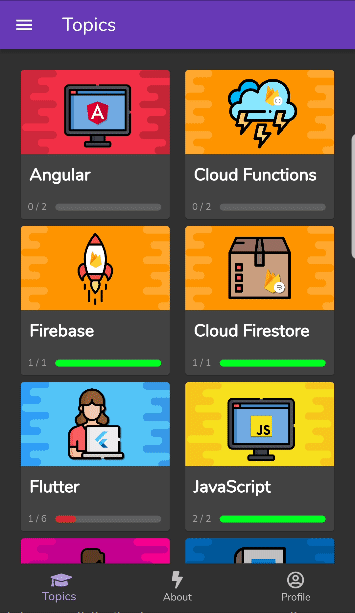 Topics
A
Angular
0 / 2
Cloud Functions
0 / 2
Firebase
1 / 1
Cloud Firestore
1 / 1
Flutter
1 / 6
JS
JavaScript
2 / 2
Topics
About
Profile